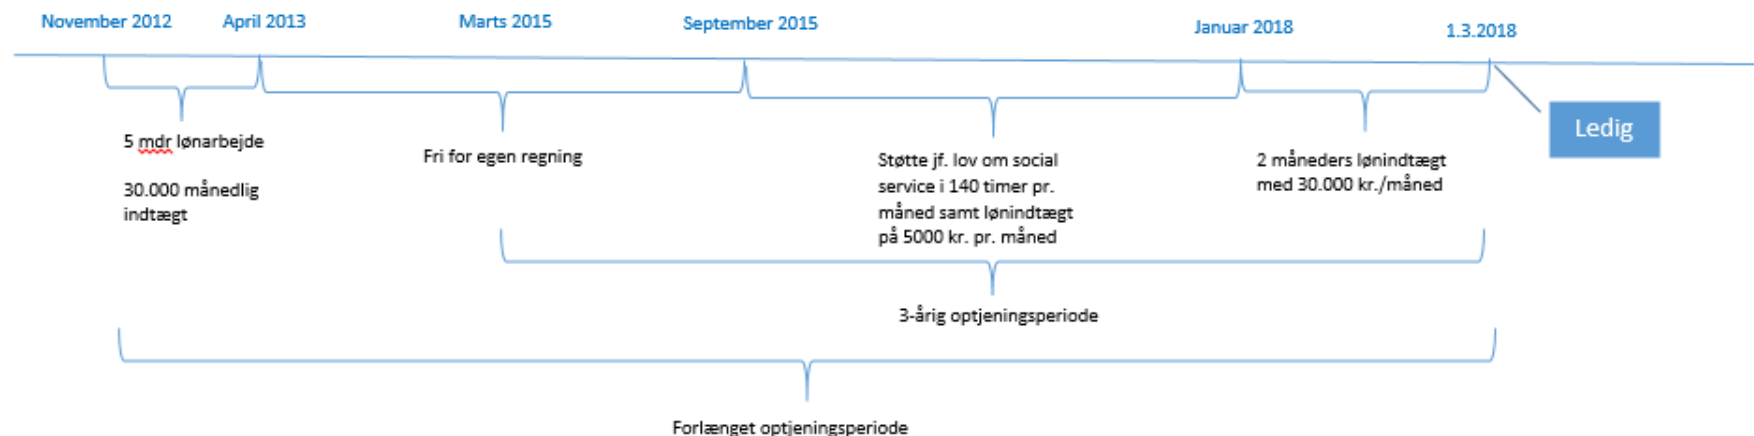 November 2012
April 2013
Marts 2015
September 2015
Januar 2018
1.3.2018
Ledig
5 mdr lønarbejde
30.000 månedlig
indtægt
Fri for egen regning
Støtte jf. lov om social
service i 140 timer pr.
måned samt lønindtægt
på 5000 kr. pr. måned
2 måneders lønindtægt
med 30.000 kr./måned
3-årig optjeningsperiode
Forlænget optjeningsperiode